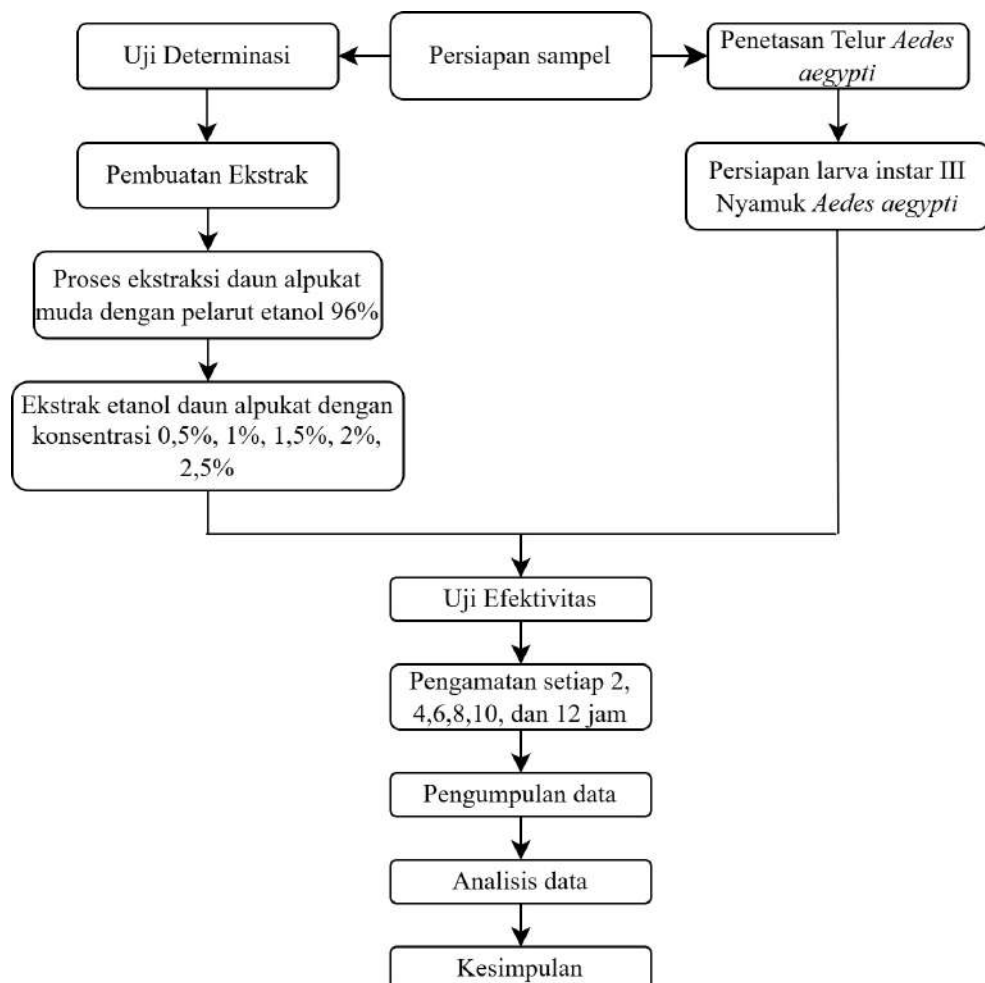 Uji Determinasi
Persiapan sampel
Penetasan Telur Aedes
aegypti
Pembuatan Ekstrak
Persiapan larva instar III
Nyamuk Aedes aegypti
Proses ekstraksi daun alpukat
muda dengan pelarut etanol 96%
Ekstrak etanol daun alpukat dengan
konsentrasi 0,5%, 1%, 1,5%, 2%,
2,5%
Uji Efektivitas
Pengamatan setiap 2,
4,6,8,10, dan 12 jam
Pengumpulan data
Analisis data
Kesimpulan